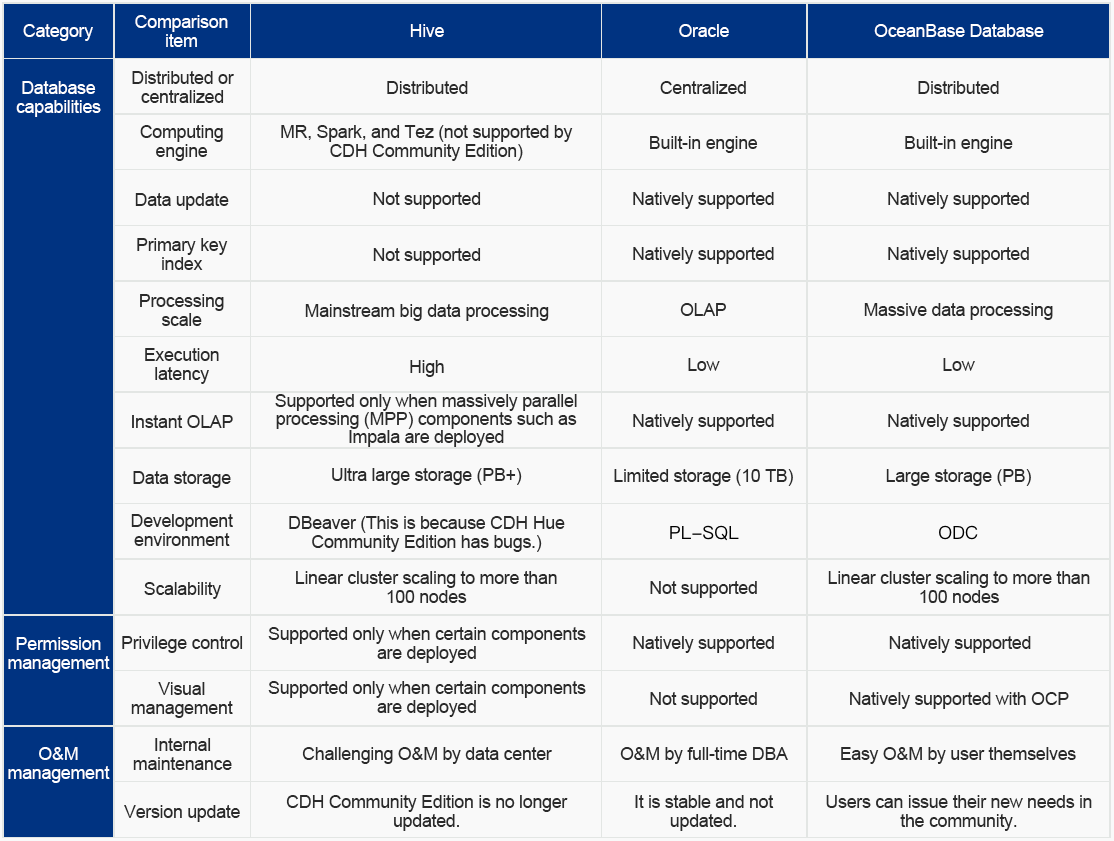 Category
Comparison
item
Hive
Oracle
OceanBase Database
Database
capabilities
Distributed or
centralized
Distributed
Centralized
Distributed
Computing
engine
MR, Spark, and Tez (not supported by
CDH Community Edition)
Built-in engine
Built-in engine
Data update
Not supported
Natively supported
Natively supported
Primary key
index
Not supported
Natively supported
Natively supported
Processing
scale
Mainstream big data processing
OLAP
Massive data processing
Execution
latency
High
Low
Low
Instant OLAP
Supported only when massively parallel
processing (MPP) components such as
Impala are deployed
Natively supported
Natively supported
Data storage
Ultra large storage (PB+)
Limited storage (10 TB)
Large storage (PB)
Development
environment
DBeaver (This is because CDH Hue
Community Edition has bugs.)
PL–SQL
ODC
Scalability
Linear cluster scaling to more than
100 nodes
Not supported
Linear cluster scaling to more than
100 nodes
Permission
management
Privilege control
Supported only when certain components
are deployed
Natively supported
Natively supported
Visual
management
Supported only when certain components
are deployed
Not supported
Natively supported with OCP
O&M
management
Internal
maintenance
Challenging O&M by data center
O&M by full-time DBA
Easy O&M by user themselves
Version update
CDH Community Edition is no longer
updated.
It is stable and not
updated.
Users can issue their new needs in
the community.